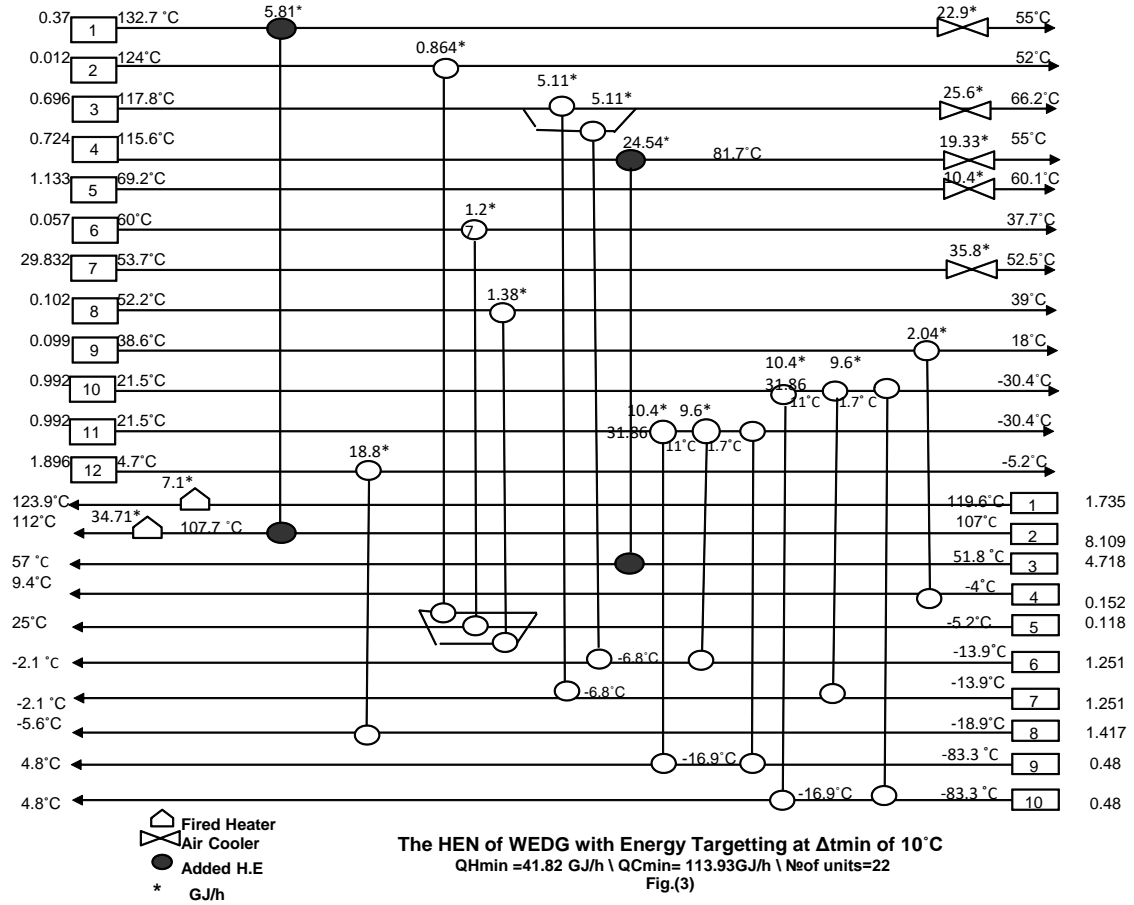 5.81*
0.37 1 132.7 ˚C 22.9* 55˚C
0.864*
0.012 2 124˚C 52˚C
5.11*
5.11*
0.696 3 117.8˚C 25.6* 66.2˚C
0.724 4 115.6˚C 24.54* 81.7˚C 19.33* 55˚C
1.133 5 69.2˚C 10.4* 60.1˚C
1.2*
0.057 6 60˚C 7 37.7˚C
29.832 7 53.7˚C 35.8* 52.5˚C
0.102 8 52.2˚C 1.38* 39˚C
0.099 9 38.6˚C 2.04* 18˚C
10.4* 9.6*
0.992 10 21.5˚C 31.86 11˚C 1.7˚ C -30.4˚C
10.4* 9.6*
0.992 11 21.5˚C 31.86 11˚C 1.7˚C -30.4˚C
1.896 12 4.7˚C 18.8* -5.2˚C
123.9˚C 7.1* 119.6˚C 1 1.735
112˚C 34.71* 107.7 ˚C 107˚C 2 8.109
57 ˚C 51.8 ˚C 3 4.718
9.4˚C -4˚C 4 0.152
25˚C -5.2˚C 5 0.118
-2.1 ˚C -6.8˚C -13.9˚C 6 1.251
-2.1 ˚C -6.8˚C -13.9˚C 7 1.251
-5.6˚C -18.9˚C 8 1.417
4.8˚C -16.9˚C -83.3 ˚C 9 0.48
4.8˚C -16.9˚C -83.3 ˚C 10 0.48
Fired Heater
Air Cooler
Added H.E
* GJ/h
The HEN of WEDG with Energy Targetting at Δtmin of 10˚C
QHmin =41.82 GJ/h \ QCmin= 113.93GJ/h \ №of units=22
Fig.(3)